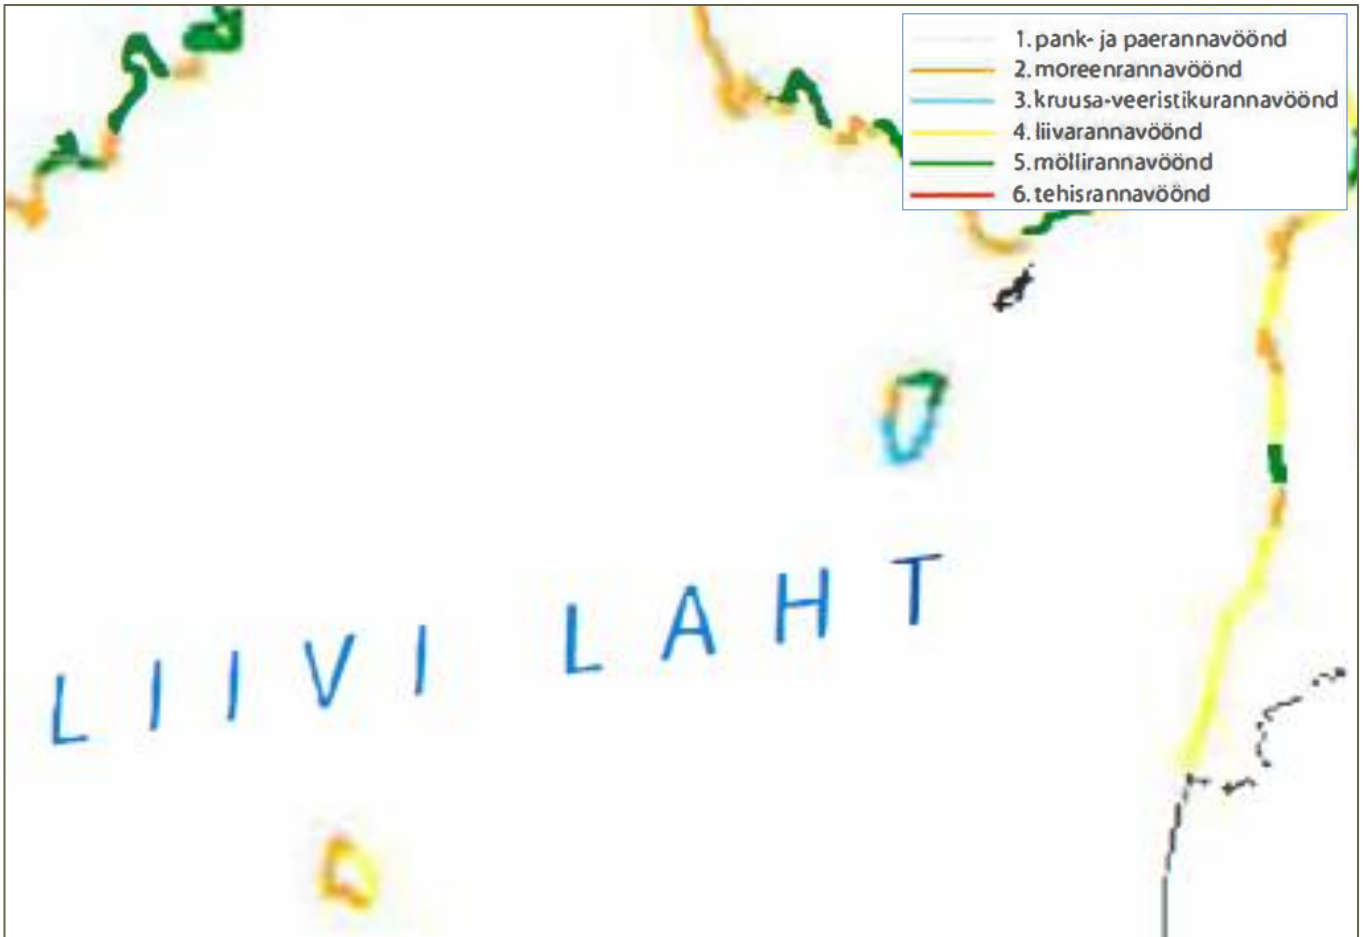 1. pank- ja paerannavöönd
2. moreenrannavöönd
3. kruusa-veeristikurannavöönd
4. liivarannavöönd
5. möllirannavöönd
6. tehisrannavöönd
LIIVI LAHT